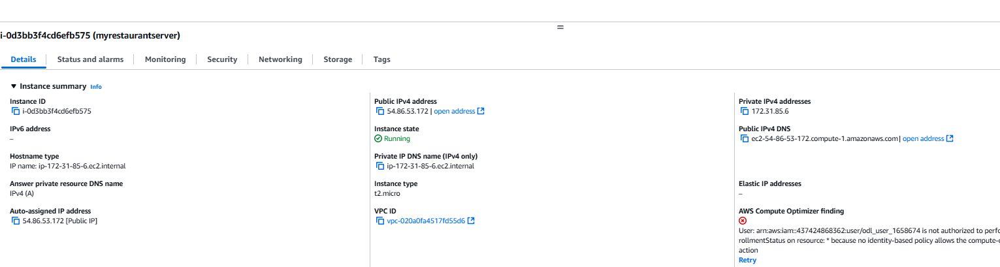 i-0d3bb3f4cd6efb575 (myrestaurantserver)
Details
Status and alarms
Monitoring
Security
Networking
Storage
Tags
Instance summary Info
Instance ID
i-0d3bb3f4cd6efb575
Public IPv4 address
54.86.53.172 | open address
Private IPv4 addresses
172.31.85.6
IPv6 address
–
Instance state
Running
Public IPv4 DNS
ec2-54-86-53-172.compute-1.amazonaws.com | open address
Hostname type
IP name: ip-172-31-85-6.ec2.internal
Private IP DNS name (IPv4 only)
ip-172-31-85-6.ec2.internal
Answer private resource DNS name
IPv4 (A)
Instance type
t2.micro
Elastic IP addresses
–
Auto-assigned IP address
54.86.53.172 [Public IP]
VPC ID
vpc-020a0fa4517fd55d6
AWS Compute Optimizer finding
User: arn:aws:iam::437424868362:user/odl_user_1658674 is not authorized to perfo
rollmentStatus on resource: * because no identity-based policy allows the compute-
action
Retry